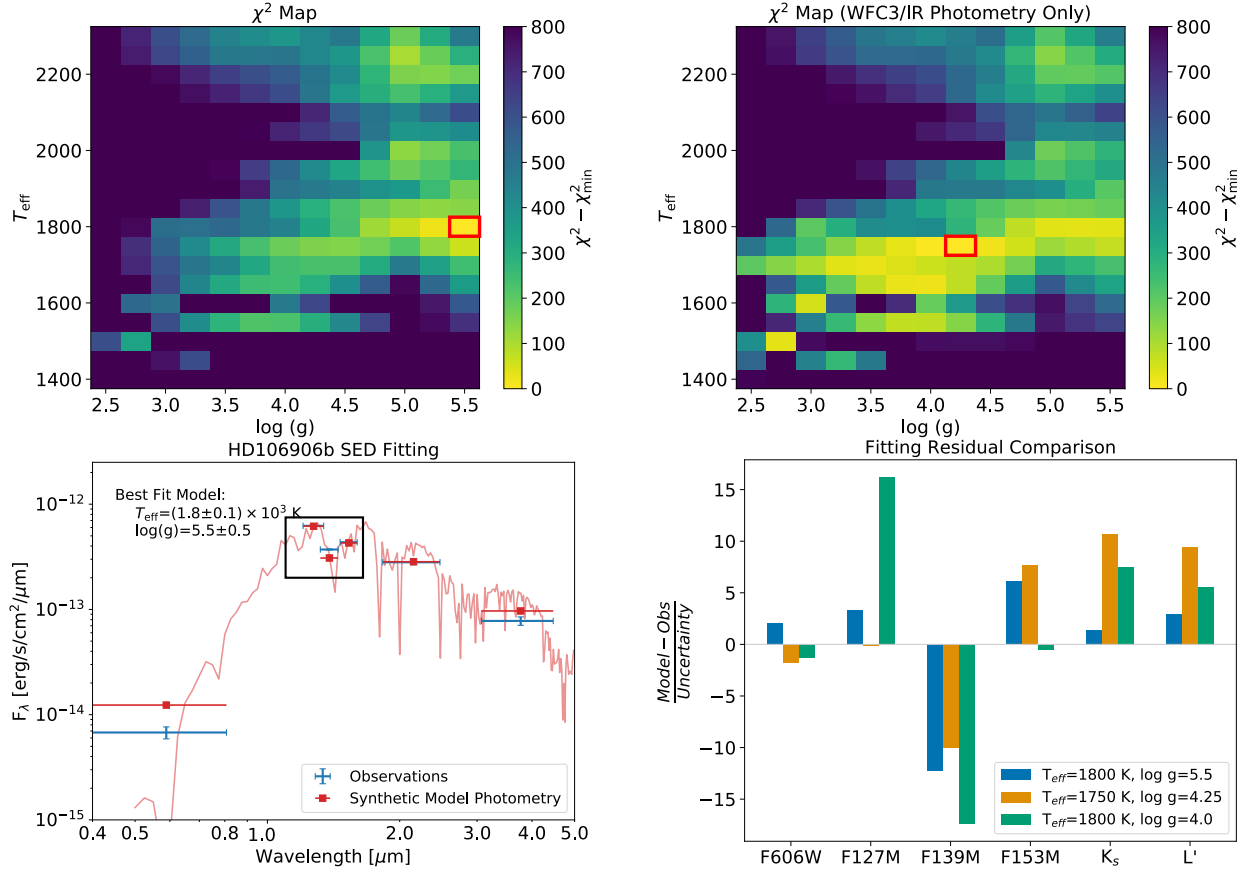 χ² Map
T_eff
2200
2000
1800
1600
1400
2.5 3.0 3.5 4.0 4.5 5.0 5.5
log (g)
800
700
600
500
400
300
200
100
0
χ² − χ²_min
χ² Map (WFC3/IR Photometry Only)
T_eff
2200
2000
1800
1600
1400
2.5 3.0 3.5 4.0 4.5 5.0 5.5
log (g)
800
700
600
500
400
300
200
100
0
χ² − χ²_min
HD106906b SED Fitting
F_λ [erg/s/cm²/μm]
10⁻¹²
10⁻¹³
10⁻¹⁴
10⁻¹⁵
Best Fit Model:
T_eff=(1.8±0.1) × 10³ K
log(g)=5.5±0.5
Observations
Synthetic Model Photometry
0.4 0.5 0.8 1.0 2.0 3.0 4.0 5.0
Wavelength [μm]
Fitting Residual Comparison
Model − Obs
Uncertainty
15
10
5
0
−5
−10
−15
T_eff=1800 K, log g=5.5
T_eff=1750 K, log g=4.25
T_eff=1800 K, log g=4.0
F606W F127M F139M F153M K_s L'